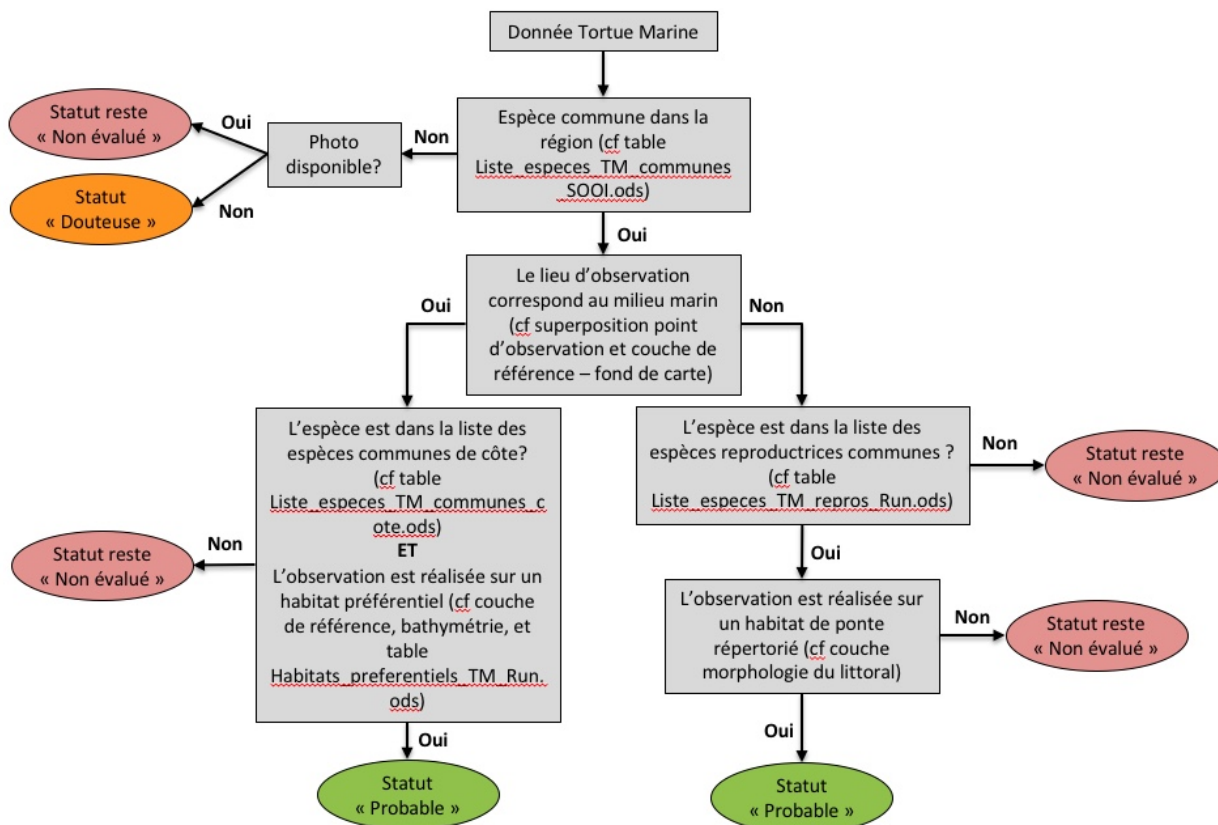 Donnée Tortue Marine
Espèce commune dans la
région (cf table
Liste_especes_TM_communes
_SOOI.ods)
Non
Photo
disponible?
Oui
Statut reste
« Non évalué »
Non
Statut
« Douteuse »
Oui
Le lieu d’observation
correspond au milieu marin
(cf superposition point
d’observation et couche de
référence – fond de carte)
Oui
Non
L’espèce est dans la liste des
espèces communes de côte?
(cf table
Liste_especes_TM_communes_c
ote.ods)
ET
L’observation est réalisée sur un
habitat préférentiel (cf couche
de référence, bathymétrie, et
table
Habitats_preferentiels_TM_Run.
ods)
Non
Statut reste
« Non évalué »
Oui
Statut
« Probable »
L’espèce est dans la liste des
espèces reproductrices communes ?
(cf table
Liste_especes_TM_repros_Run.ods)
Non
Statut reste
« Non évalué »
Oui
L’observation est réalisée sur
un habitat de ponte
répertorié (cf couche
morphologie du littoral)
Non
Statut reste
« Non évalué »
Oui
Statut
« Probable »